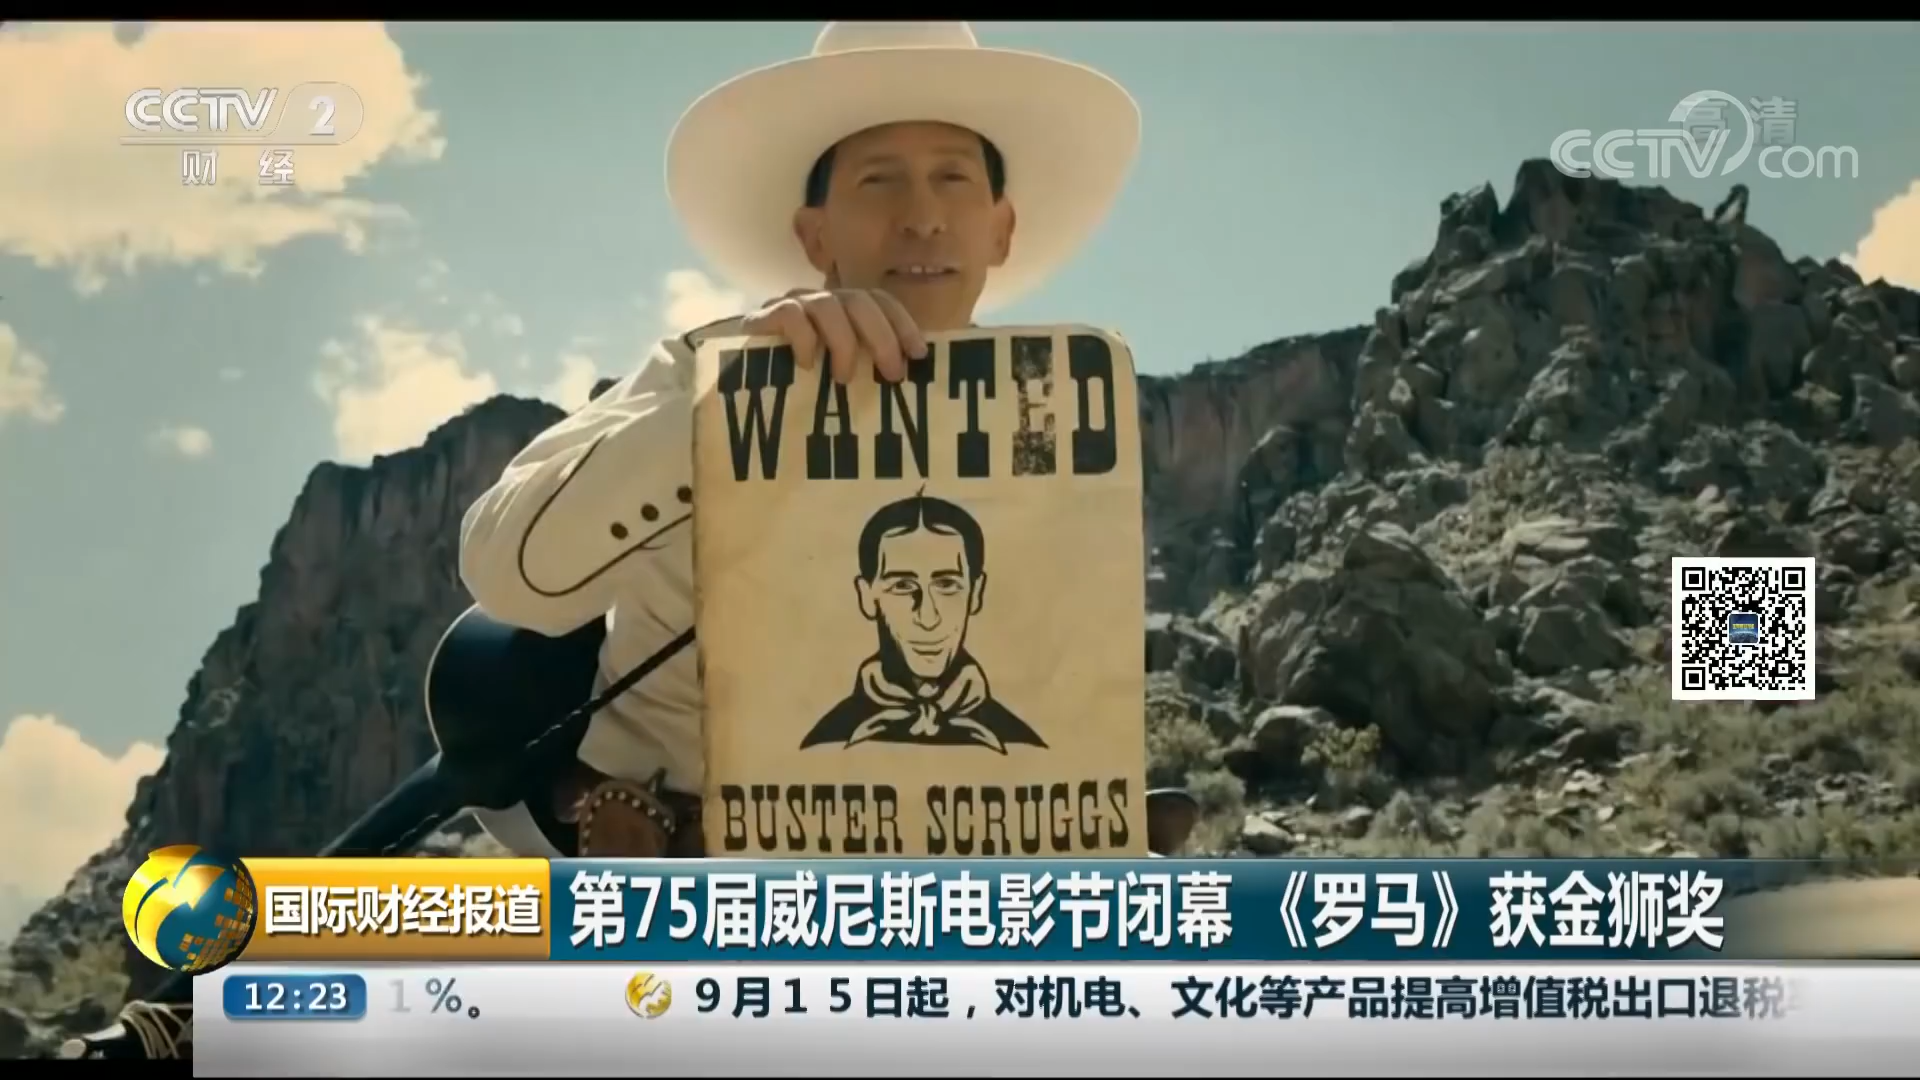 CCTV 2
财 经
高清
CCTV com
WANTED
BUSTER SCRUGGS
国际财经报道
第75届威尼斯电影节闭幕 《罗马》获金狮奖
12:23
1%。 9月15日起，对机电、文化等产品提高增值税出口退税率